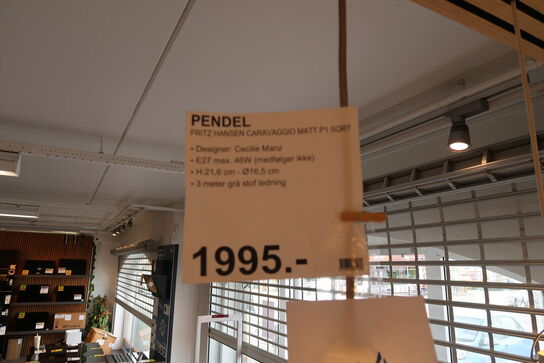 PENDEL
FRITZ HANSEN CARAVAGGIO MATT P1 SORT
• Designer: Cecilie Manz
• E27 max. 46W (medfølger ikke)
• H:21,6 cm - Ø16,5 cm
• 3 meter grå stof ledning
1995.-